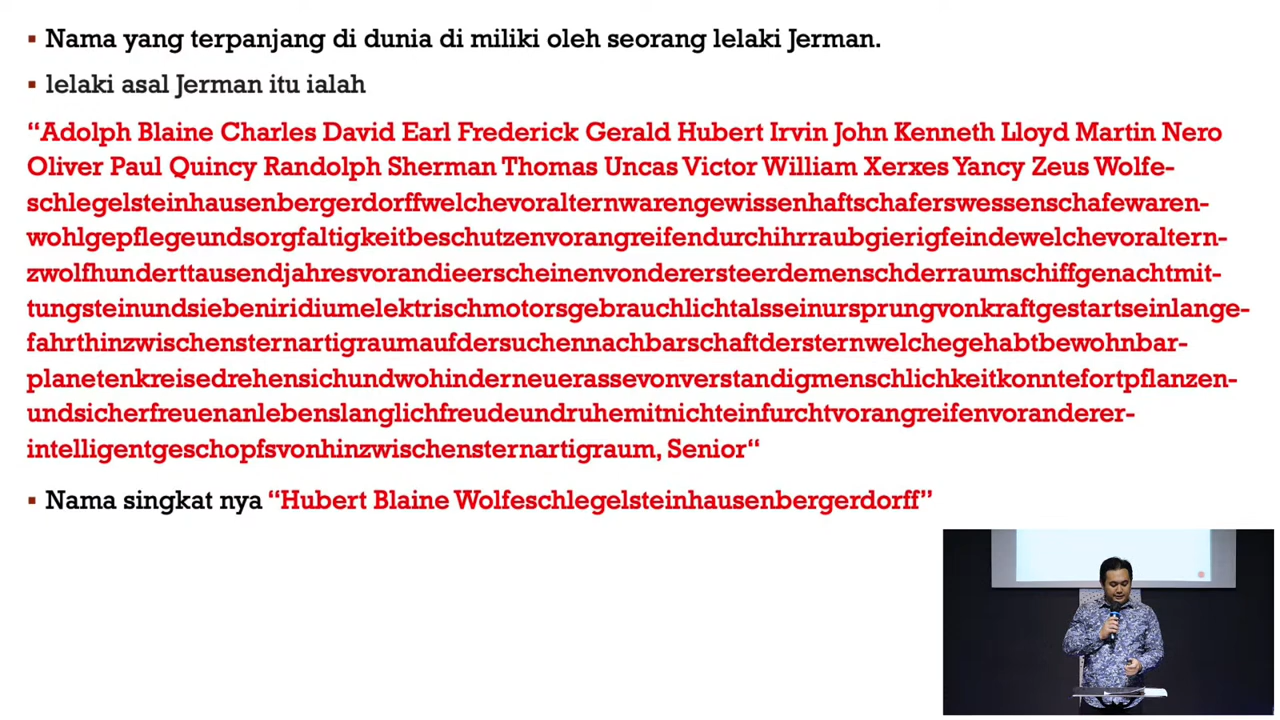 ▪ Nama yang terpanjang di dunia di miliki oleh seorang lelaki Jerman.
▪ lelaki asal Jerman itu ialah
“Adolph Blaine Charles David Earl Frederick Gerald Hubert Irvin John Kenneth Lloyd Martin Nero
Oliver Paul Quincy Randolph Sherman Thomas Uncas Victor William Xerxes Yancy Zeus Wolfe-
schlegelsteinhausenbergerdorffwelchevoralternwarengewissenhaftschaferswessenschafewaren-
wohlgepflegeundsorgfaltigkeitbeschutzenvorangreifendurchihrraubgierigfeindewelchevoraltern-
zwolfhunderttausendjahresvorandieerscheinenvonderersteerdemenschderraumschiffgenachtmit-
tungsteinundsiebeniridiumelektrischmotorsgebrauchlichtalsseinursprungvonkraftgestartseinlange-
fahrthinzwischensternartigraumaufdersuchennachbarschaftdersternwelchegehabtbewohnbar-
planetenkreisedrehensichundwohinderneuerassevonverstandigmenschlichkeitkonntefortpflanzen-
undsicherfreuenanlebenslanglichfreudeundruhemitnichteinfurchtvorangreifenvoranderer-
intelligentgeschopfsvonhinzwischensternartigraum, Senior“
▪ Nama singkat nya “Hubert Blaine Wolfeschlegelsteinhausenbergerdorff”